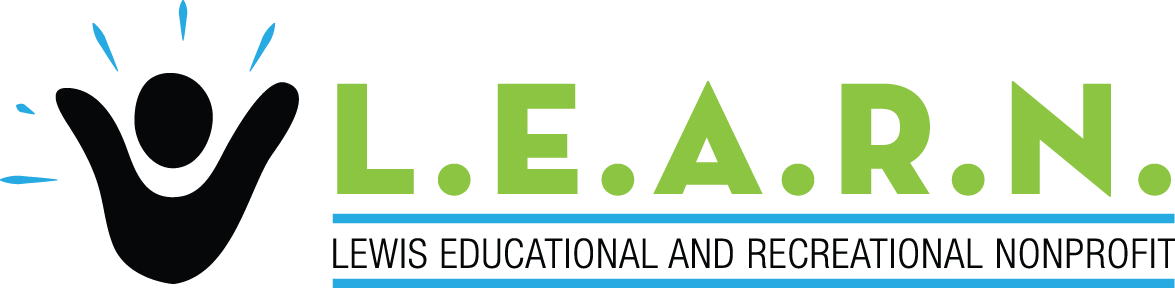 L.E.A.R.N.
LEWIS EDUCATIONAL AND RECREATIONAL NONPROFIT